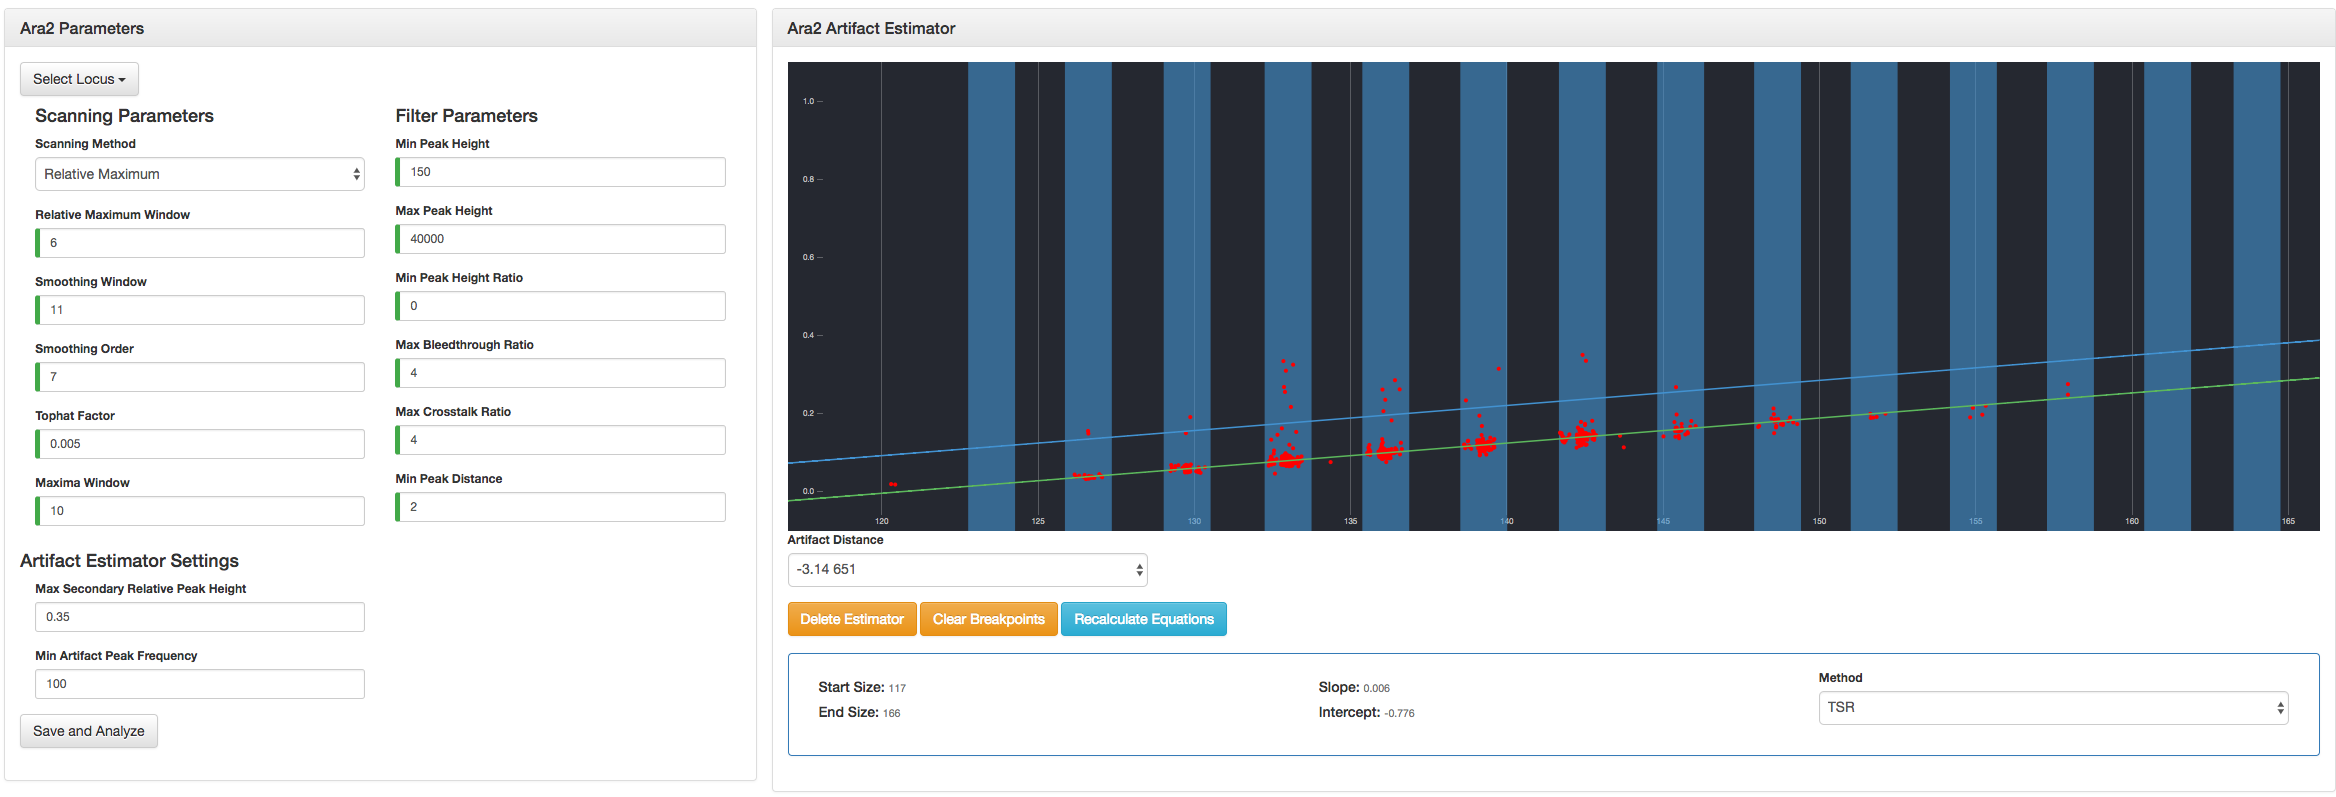 Ara2 Parameters
Select Locus
Scanning Parameters
Scanning Method
Relative Maximum
Relative Maximum Window
6
Smoothing Window
11
Smoothing Order
7
Tophat Factor
0.005
Maxima Window
10
Filter Parameters
Min Peak Height
150
Max Peak Height
40000
Min Peak Height Ratio
0
Max Bleedthrough Ratio
4
Max Crosstalk Ratio
4
Min Peak Distance
2
Artifact Estimator Settings
Max Secondary Relative Peak Height
0.35
Min Artifact Peak Frequency
100
Save and Analyze
Ara2 Artifact Estimator
1.0
0.8
0.6
0.4
0.2
0.0
120 125 130 135 140 145 150 155 160 165
Artifact Distance
-3.14 651
Delete Estimator Clear Breakpoints Recalculate Equations
Start Size: 117
End Size: 166
Slope: 0.006
Intercept: -0.776
Method
TSR